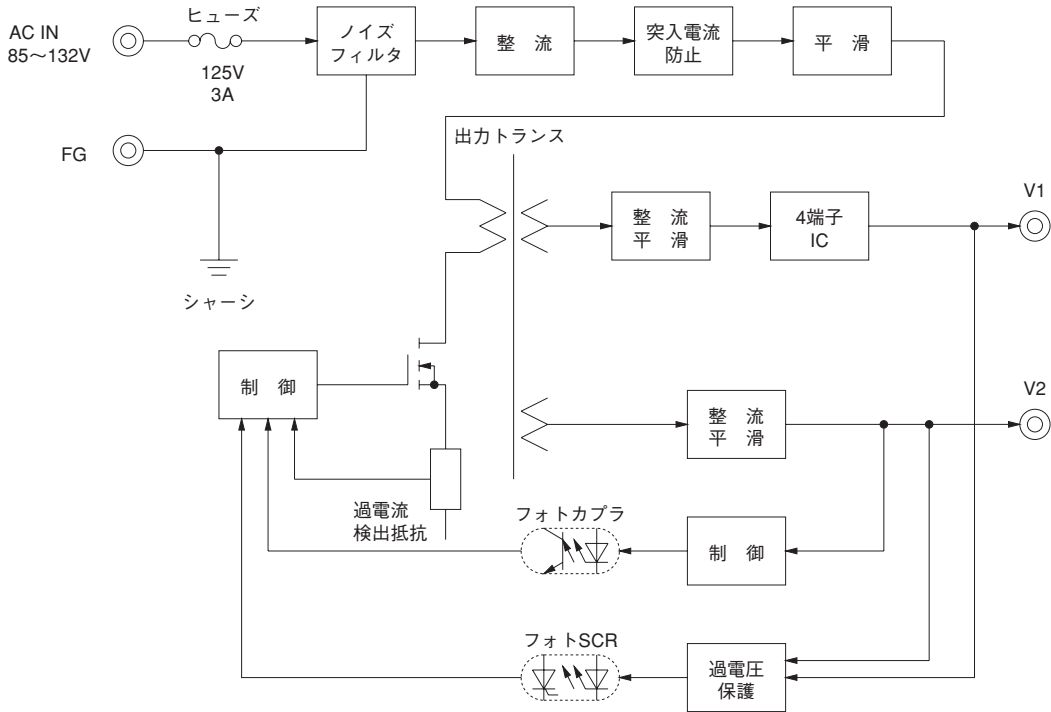 AC IN
85～132V
ヒューズ
125V
3A
ノイズ
フィルタ
整 流
突入電流
防止
平 滑
FG
シャーシ
出力トランス
整 流
平 滑
4端子
IC
V1
制 御
過電流
検出抵抗
整 流
平 滑
V2
フォトカプラ
制 御
フォトSCR
過電圧
保護